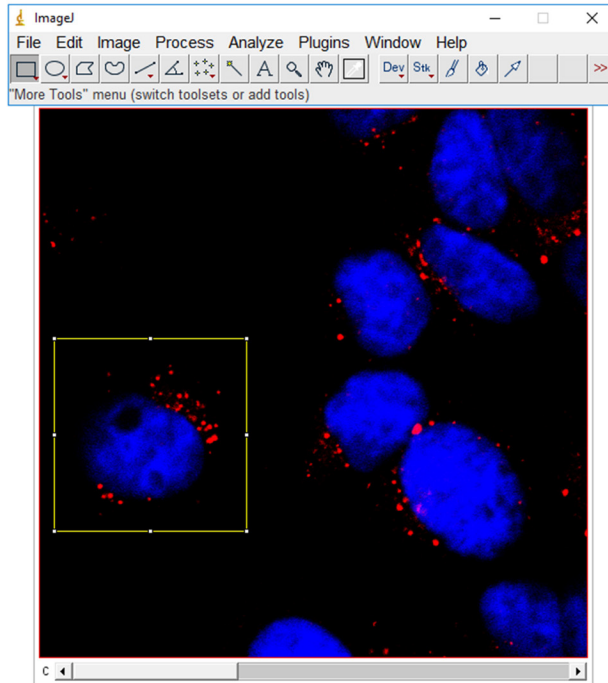 ImageJ
File Edit Image Process Analyze Plugins Window Help
A Dev Stk >>
"More Tools" menu (switch toolsets or add tools)
C